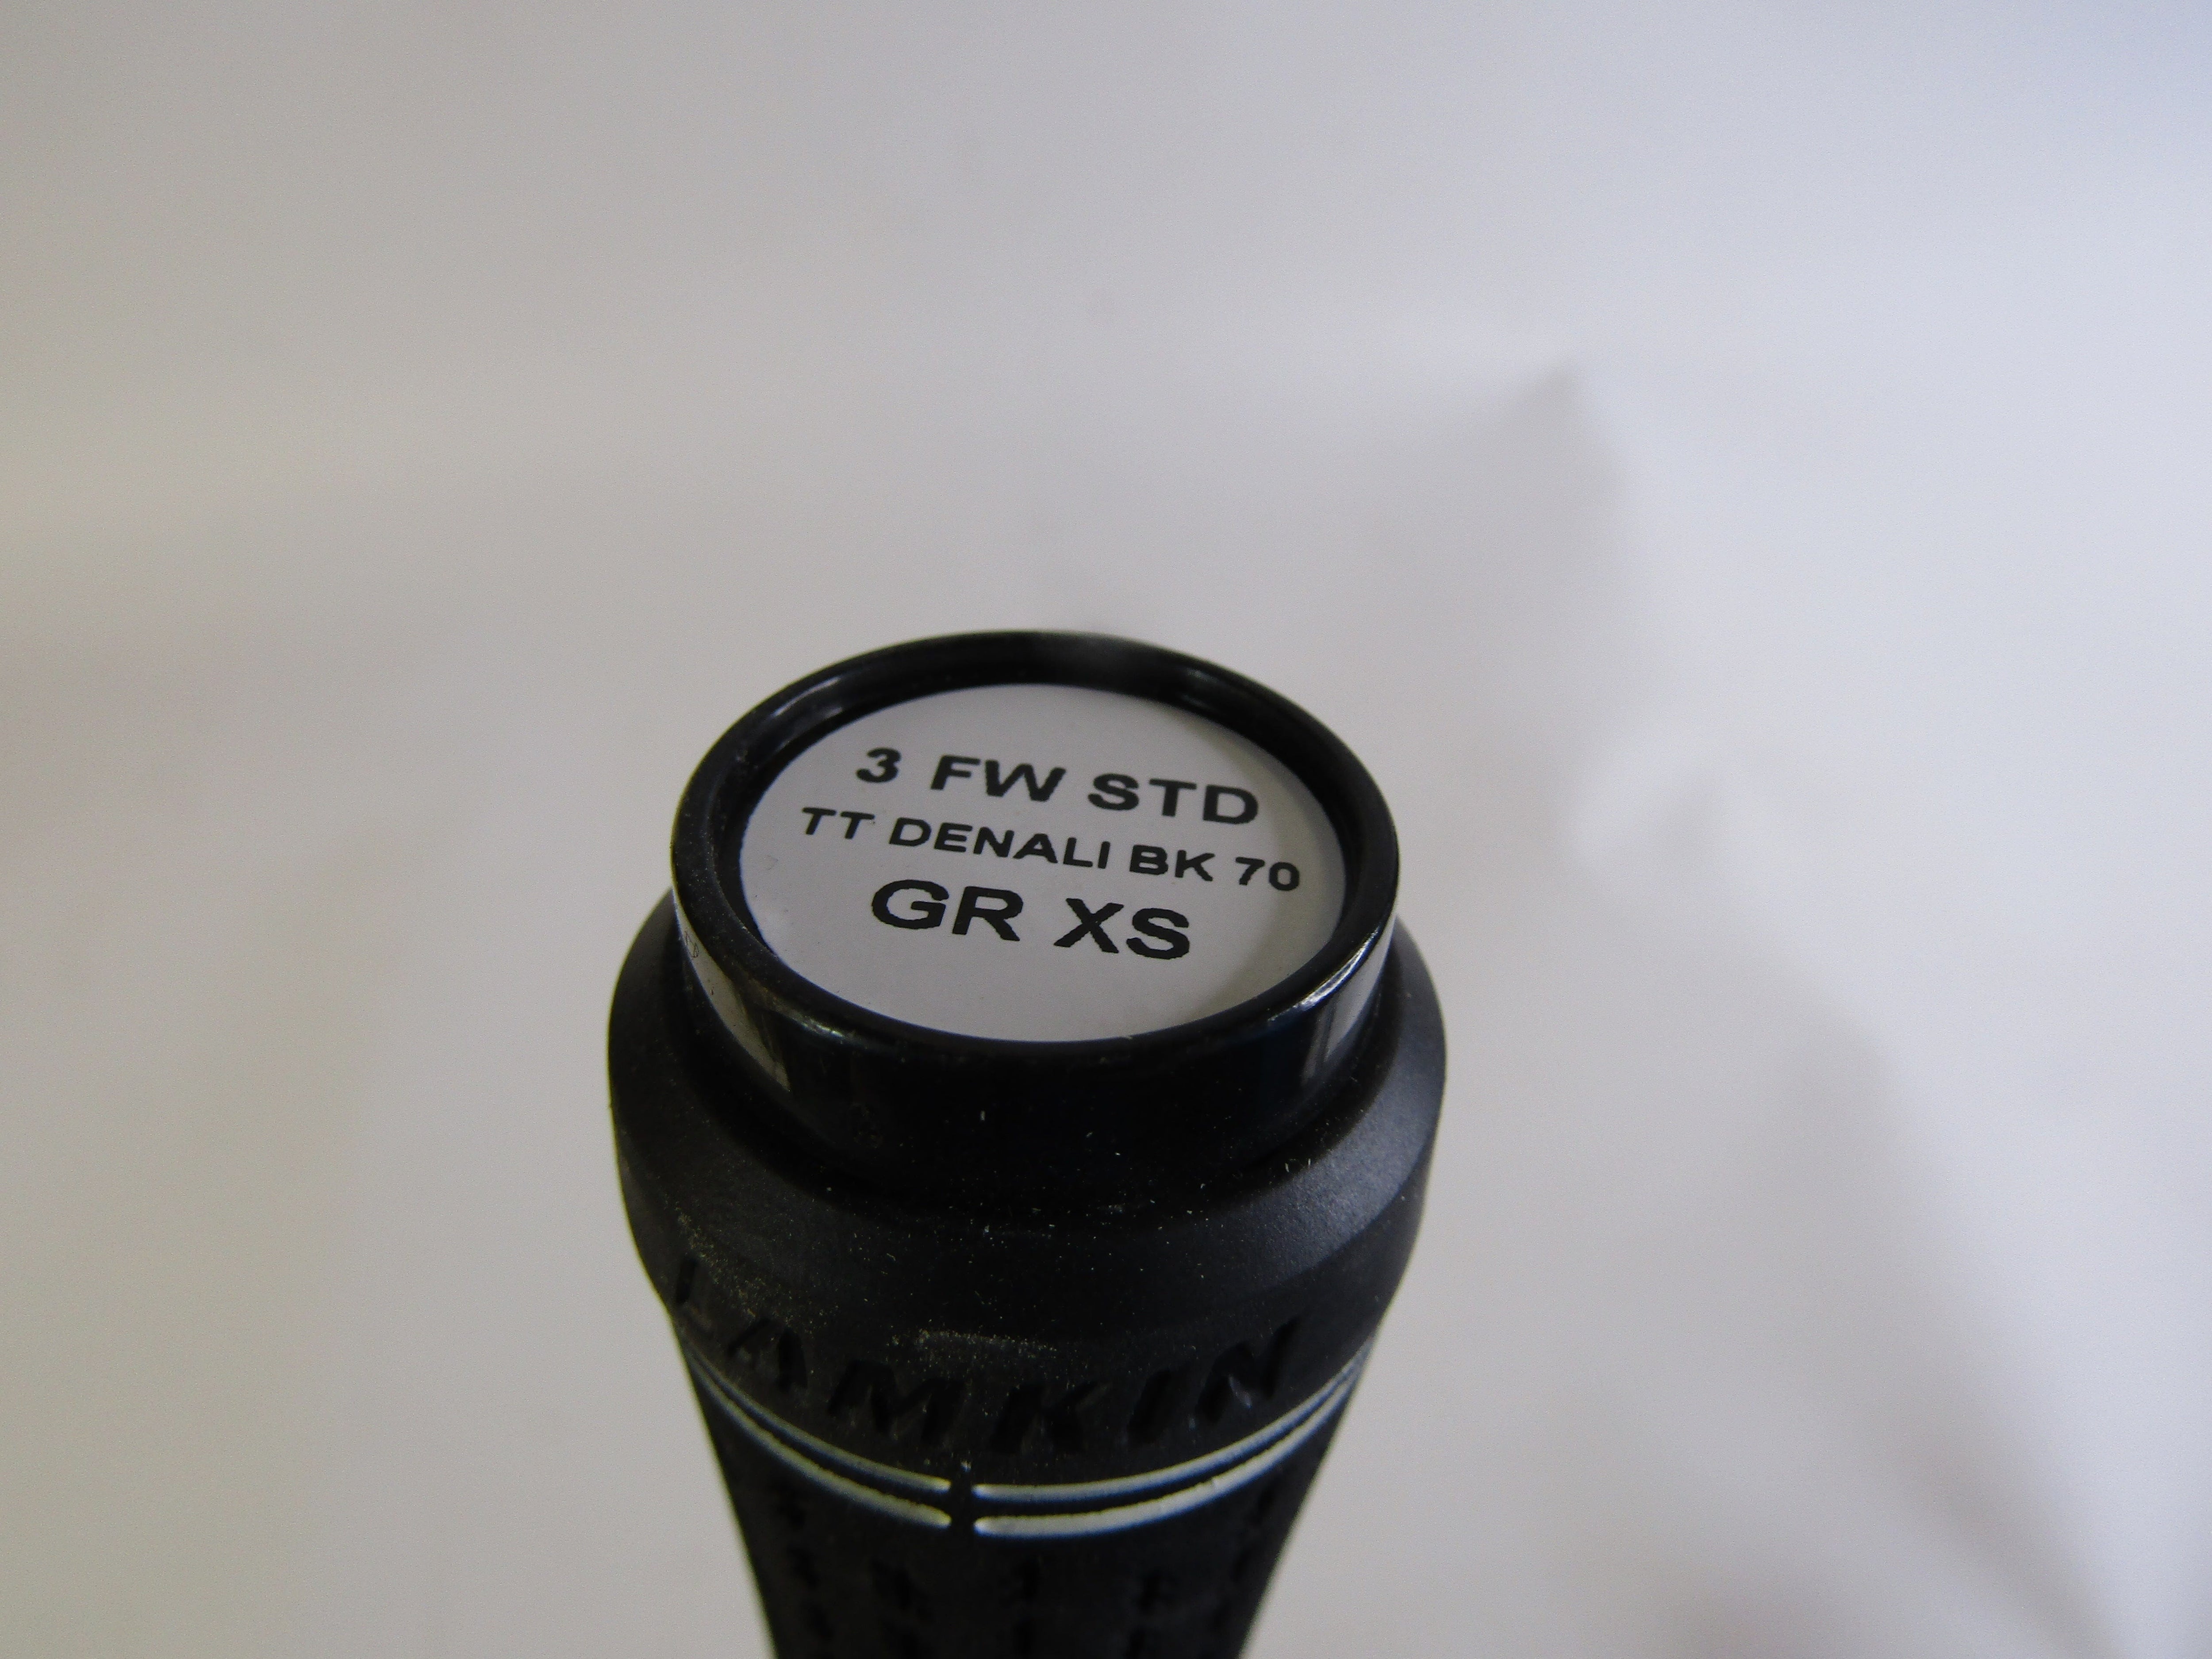 3 FW STD
TT DENALI BK 70
GR XS
LAMKIN